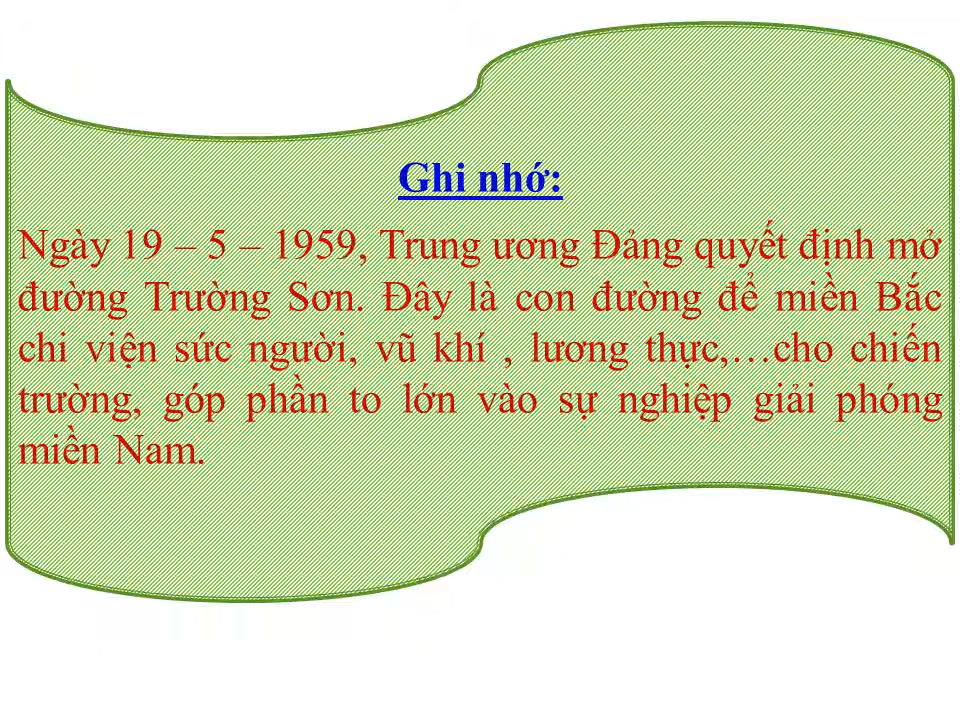 Ghi nhớ:
Ngày 19 – 5 – 1959, Trung ương Đảng quyết định mở
đường Trường Sơn. Đây là con đường để miền Bắc
chi viện sức người, vũ khí , lương thực,…cho chiến
trường, góp phần to lớn vào sự nghiệp giải phóng
miền Nam.